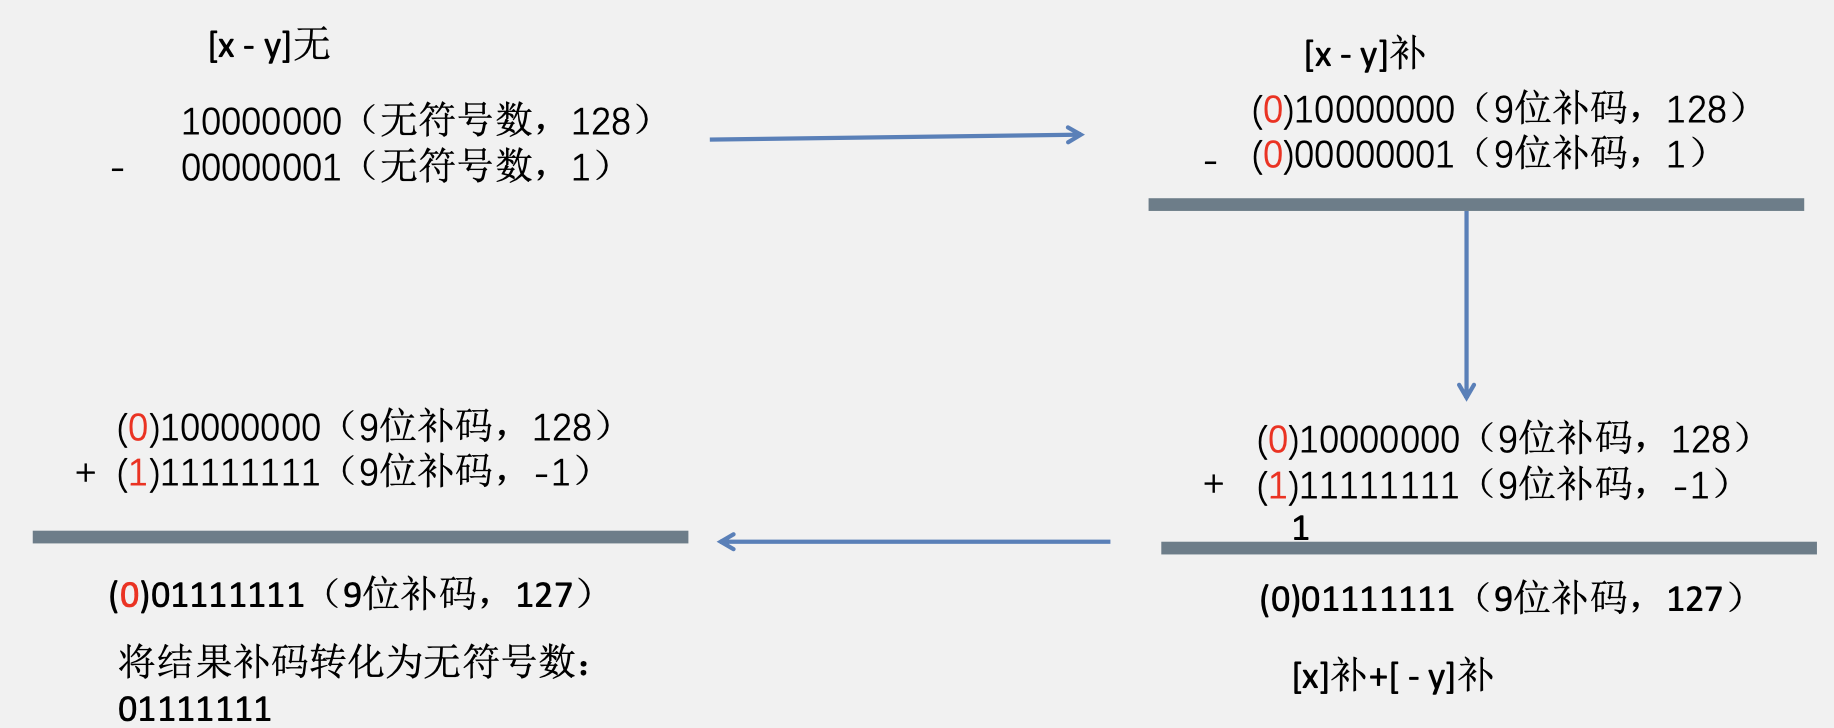 [x - y]无
10000000（无符号数，128）
- 00000001（无符号数，1）
[x - y]补
(0)10000000（9位补码，128）
- (0)00000001（9位补码，1）
(0)10000000（9位补码，128）
+ (1)11111111（9位补码，-1）
1
(0)01111111（9位补码，127）
[x]补+[ - y]补
(0)10000000（9位补码，128）
+ (1)11111111（9位补码，-1）
(0)01111111（9位补码，127）
将结果补码转化为无符号数：
01111111